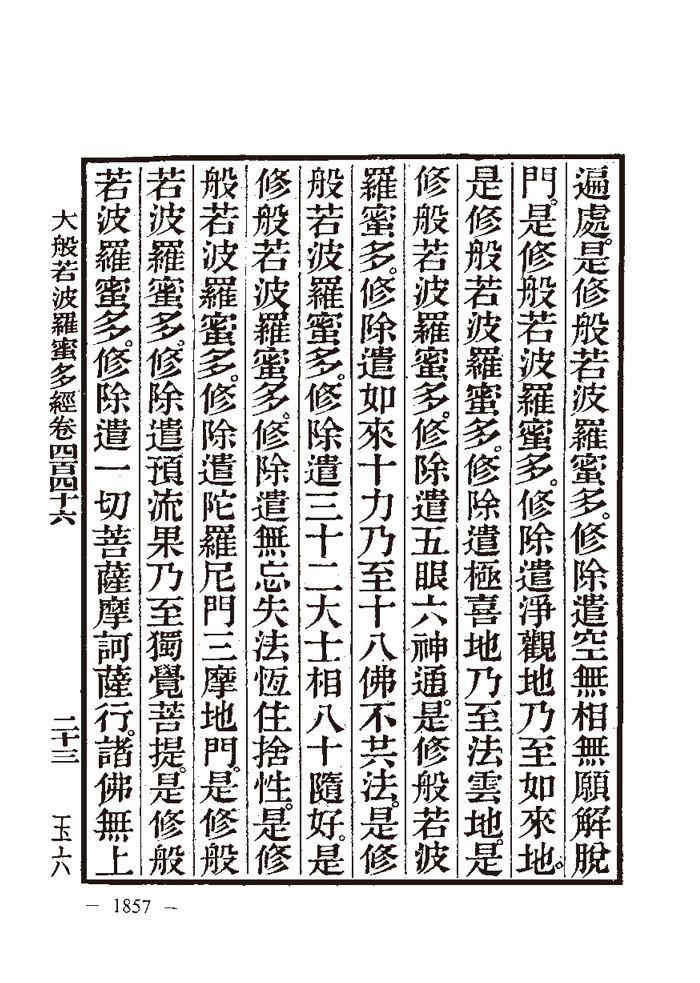 遍處。是修般若波羅蜜多。修除遣空無相無願解脫
門。是修般若波羅蜜多。修除遣淨觀地乃至如來地。
是修般若波羅蜜多。修除遣極喜地乃至法雲地。是
修般若波羅蜜多。修除遣五眼六神通。是修般若波
羅蜜多。修除遣如來十力乃至十八佛不共法。是修
般若波羅蜜多。修除遣三十二大士相八十隨好。是
修般若波羅蜜多。修除遣無忘失法恆住捨性。是修
般若波羅蜜多。修除遣陀羅尼門三摩地門。是修般
若波羅蜜多。修除遣預流果乃至獨覺菩提。是修般
若波羅蜜多。修除遣一切菩薩摩訶薩行。諸佛無上
大般若波羅蜜多經卷四百四十六 二十三 玉六
— 1857 —